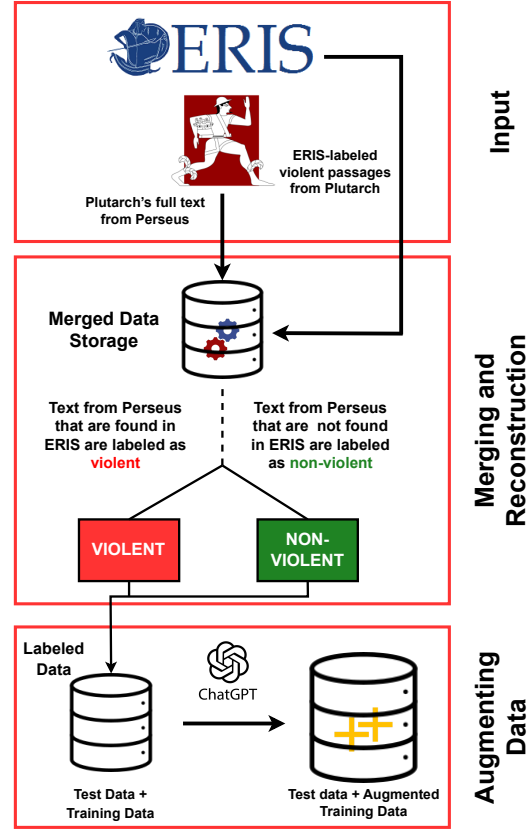 ERIS
ERIS-labeled
violent passages
from Plutarch
Plutarch's full text
from Perseus
Input
Merged Data
Storage
Text from Perseus
that are found in
ERIS are labeled as
violent
Text from Perseus
that are not found
in ERIS are labeled
as non-violent
VIOLENT
NON-
VIOLENT
Merging and
Reconstruction
Labeled
Data
ChatGPT
Test Data +
Training Data
Test data + Augmented
Training Data
Augmenting
Data